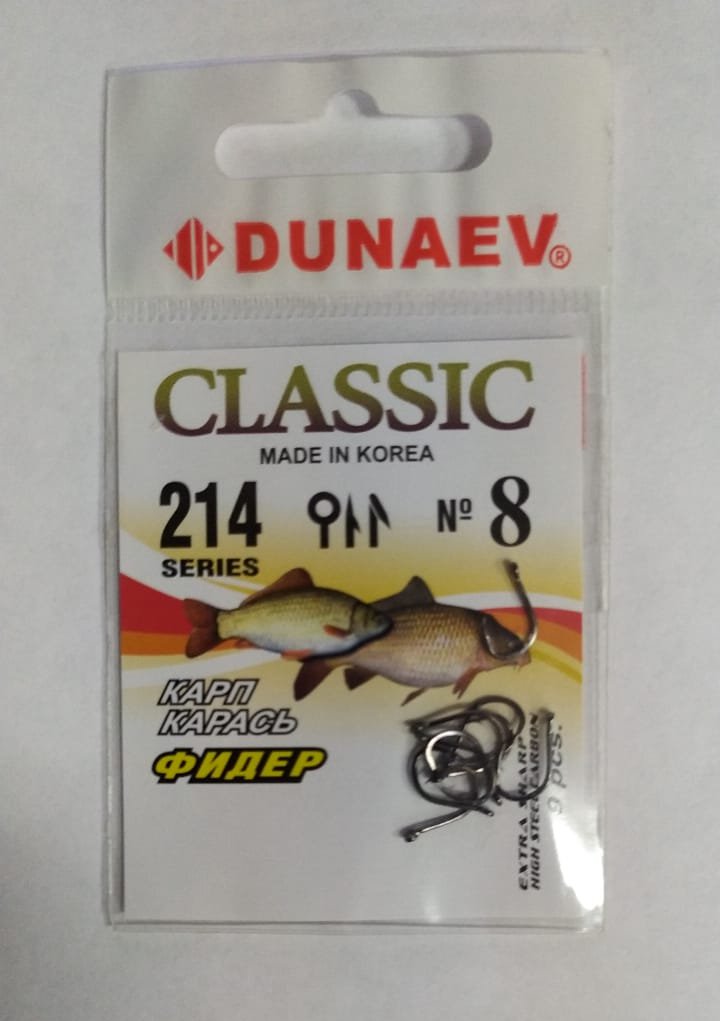 DUNAEV®
CLASSIC
MADE IN KOREA
214
SERIES
№ 8
КАРП
КАРАСЬ
ФИДЕР
EXTRA SHARP
HIGH STEEL CARBON
9 pcs.